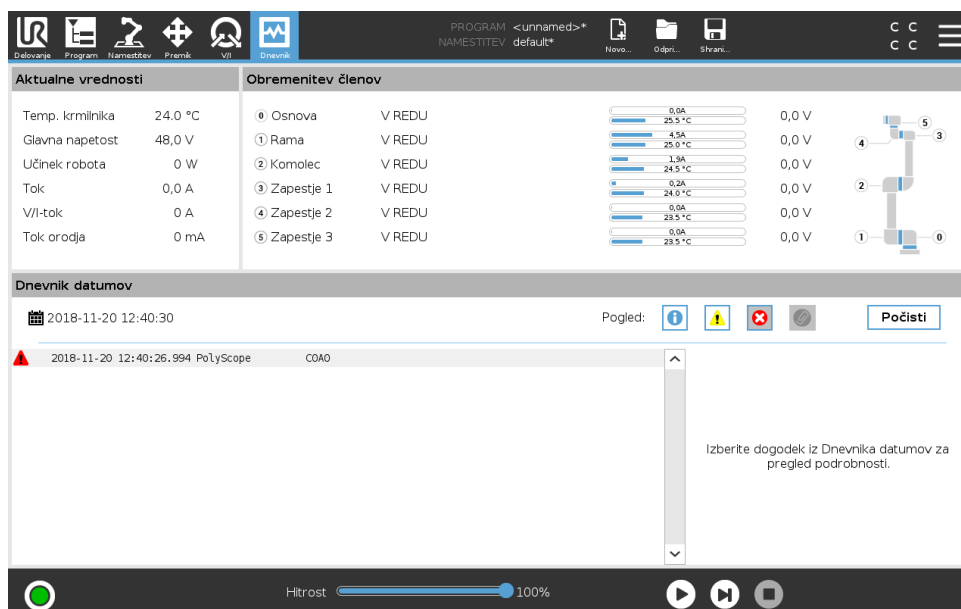 PROGRAM <unnamed>*
NAMESTITEV default*
C C
C C
Delovanje Program Namestitev Premik V/I Dnevnik Novo... Odpri... Shrani...
Aktualne vrednosti
Temp. krmilnika 24.0 °C
Glavna napetost 48,0 V
Učinek robota 0 W
Tok 0,0 A
V/I-tok 0 A
Tok orodja 0 mA
Obremenitev členov
0 Osnova V REDU 0,0A 25.5 °C 0,0 V
1 Rama V REDU 4,5A 25.0 °C 0,0 V
2 Komolec V REDU 1,9A 24.5 °C 0,0 V
3 Zapestje 1 V REDU 0,2A 24.0 °C 0,0 V
4 Zapestje 2 V REDU 0,0A 23.5 °C 0,0 V
5 Zapestje 3 V REDU 0,0A 23.5 °C 0,0 V
5
3
4
2
1 0
Dnevnik datumov
2018-11-20 12:40:30 Pogled: Počisti
2018-11-20 12:40:26.994 PolyScope C0A0
Izberite dogodek iz Dnevnika datumov za
pregled podrobnosti.
Hitrost 100%